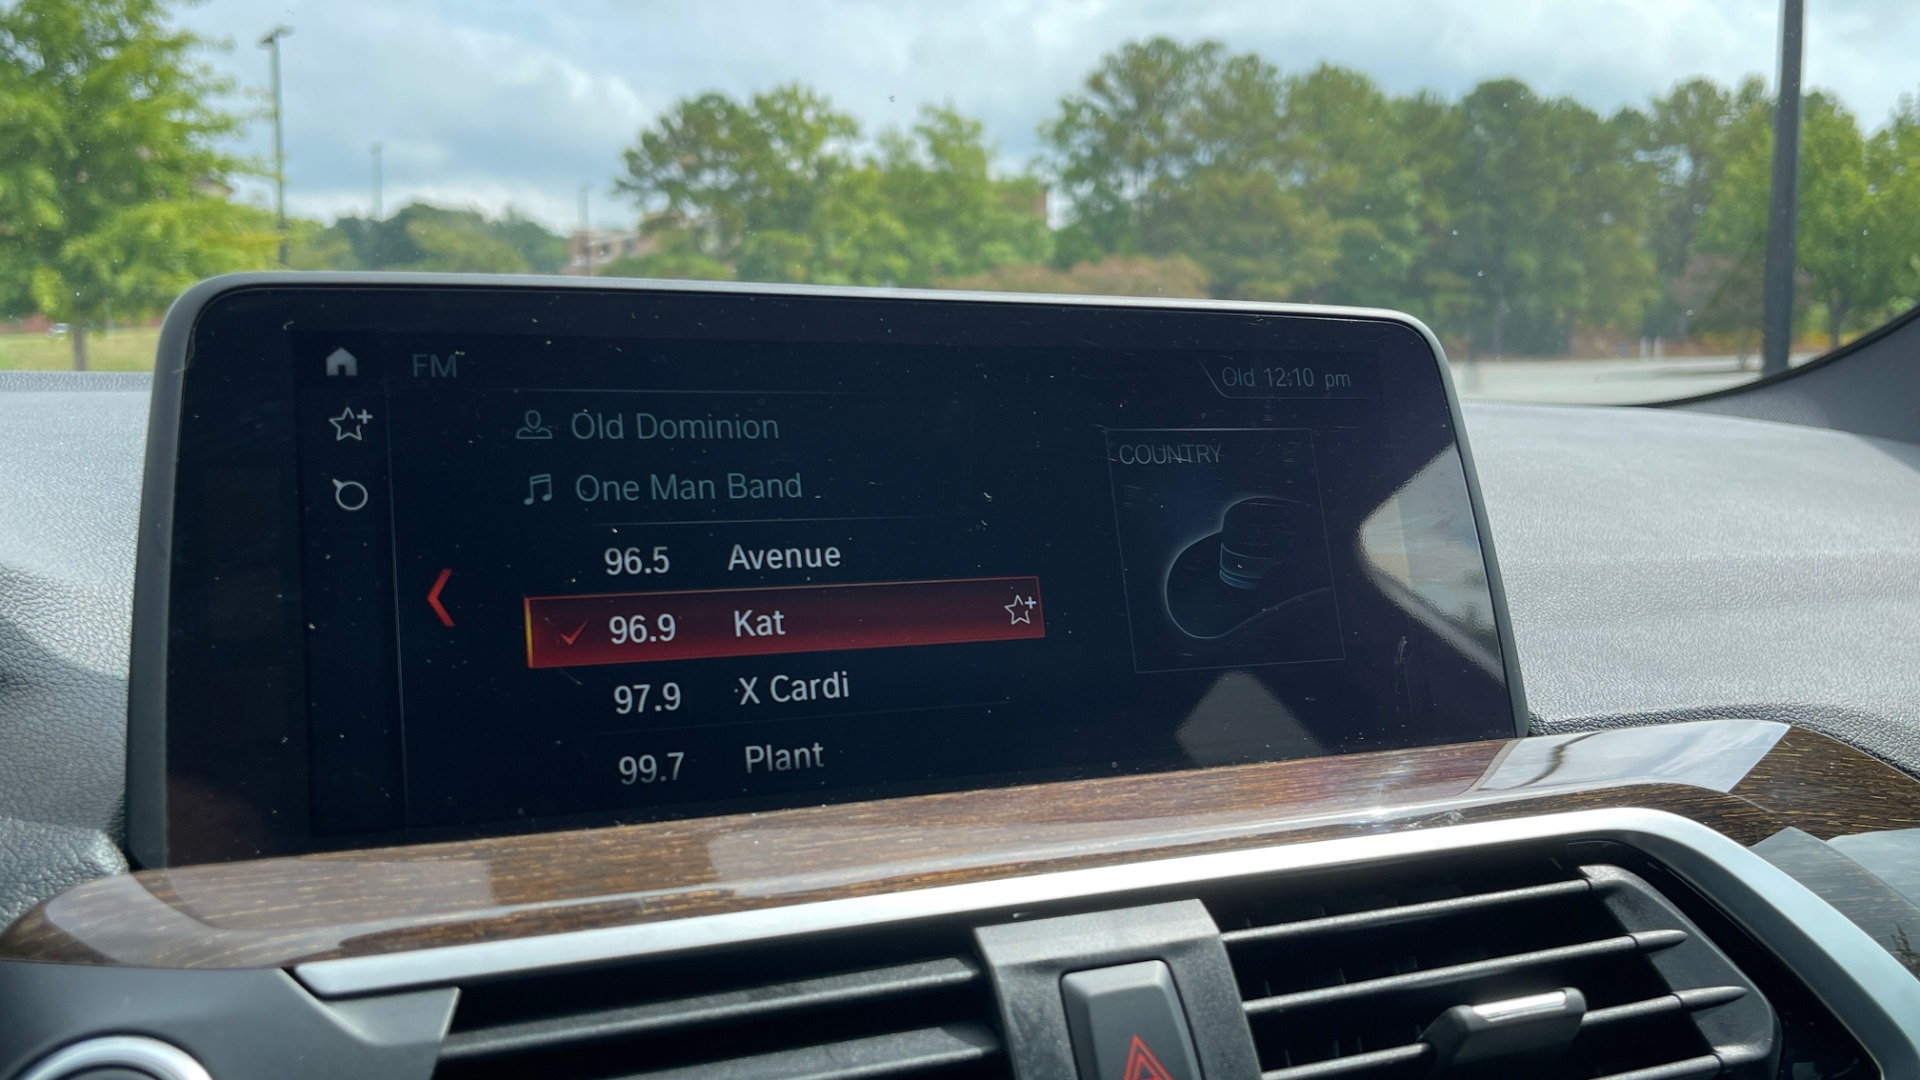 FM
Old 12:10 pm
Old Dominion
One Man Band
COUNTRY
96.5 Avenue
96.9 Kat
97.9 X Cardi
99.7 Plant